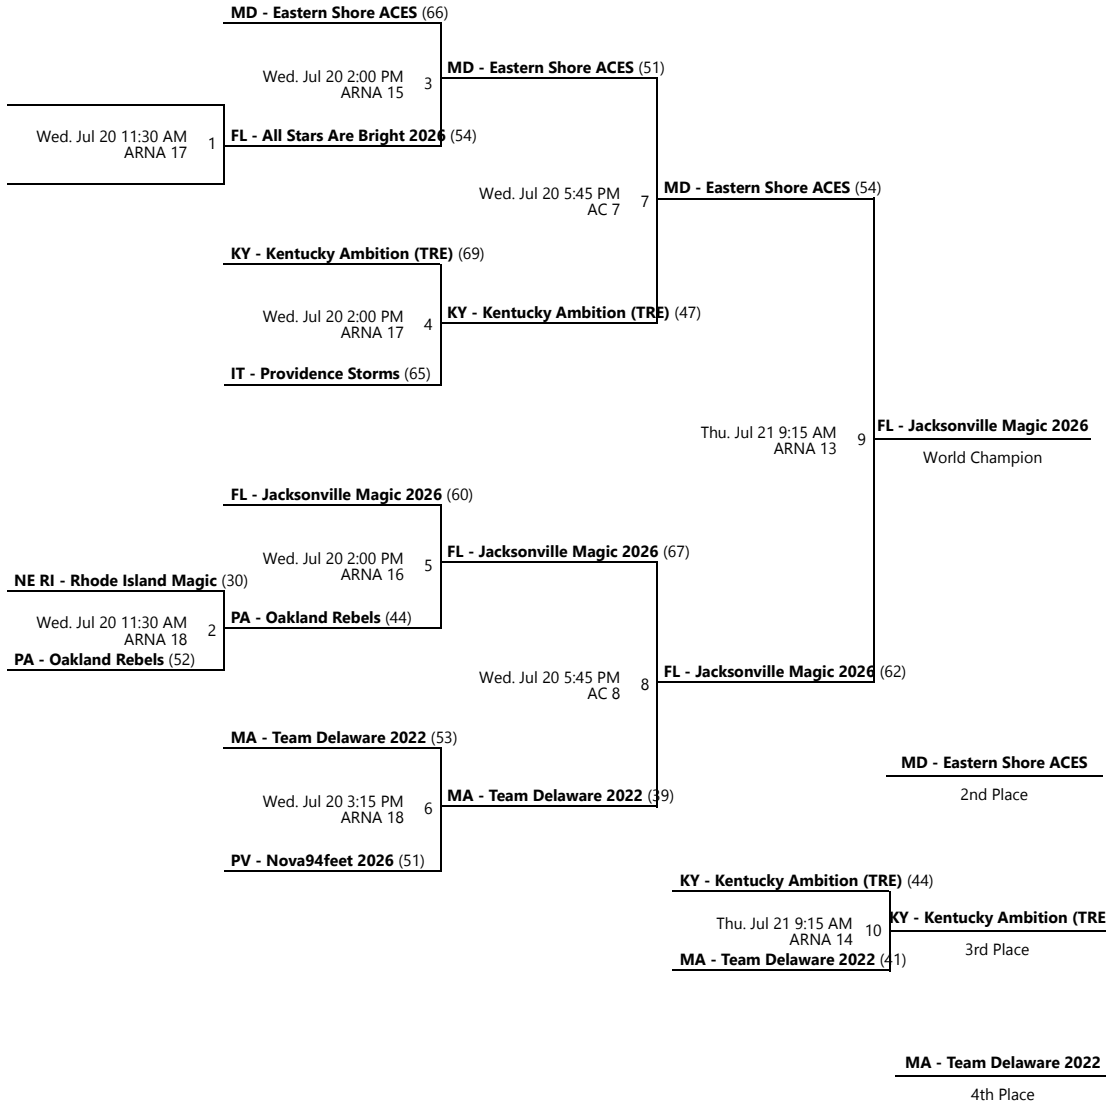 MD - Eastern Shore ACES (66)
MD - Eastern Shore ACES (51)
Wed. Jul 20 2:00 PM
3
ARNA 15
Wed. Jul 20 11:30 AM
1
ARNA 17
FL - All Stars Are Bright 2026 (54)
MD - Eastern Shore ACES (54)
Wed. Jul 20 5:45 PM
7
AC 7
KY - Kentucky Ambition (TRE) (69)
KY - Kentucky Ambition (TRE) (47)
Wed. Jul 20 2:00 PM
4
ARNA 17
IT - Providence Storms (65)
FL - Jacksonville Magic 2026
Thu. Jul 21 9:15 AM
9
ARNA 13
World Champion
FL - Jacksonville Magic 2026 (60)
FL - Jacksonville Magic 2026 (67)
Wed. Jul 20 2:00 PM
5
ARNA 16
NE RI - Rhode Island Magic (30)
Wed. Jul 20 11:30 AM
2
ARNA 18
PA - Oakland Rebels (44)
PA - Oakland Rebels (52)
FL - Jacksonville Magic 2026 (62)
Wed. Jul 20 5:45 PM
8
AC 8
MA - Team Delaware 2022 (53)
MD - Eastern Shore ACES
2nd Place
MA - Team Delaware 2022 (39)
Wed. Jul 20 3:15 PM
6
ARNA 18
PV - Nova94feet 2026 (51)
KY - Kentucky Ambition (TRE) (44)
KY - Kentucky Ambition (TRE
Thu. Jul 21 9:15 AM
10
ARNA 14
3rd Place
MA - Team Delaware 2022 (41)
MA - Team Delaware 2022
4th Place